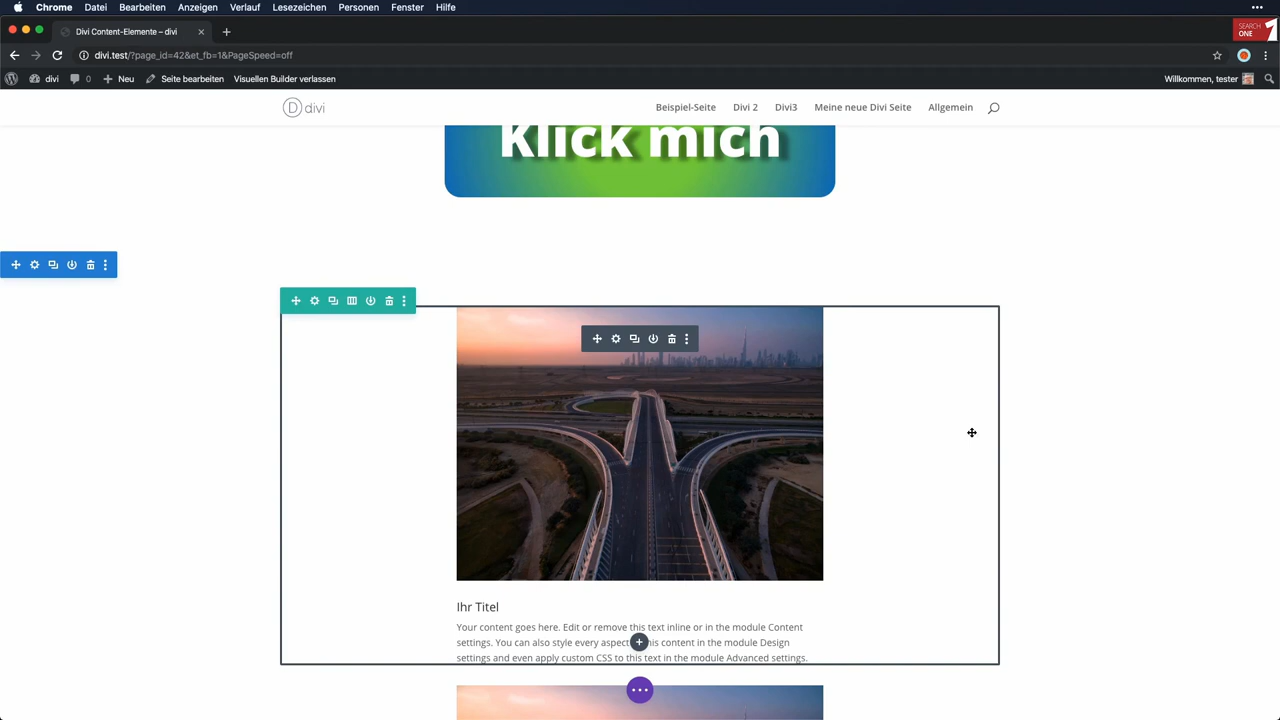 Chrome Datei Bearbeiten Anzeigen Verlauf Lesezeichen Personen Fenster Hilfe
Divi Content-Elemente – divi
SEARCH
ONE 1
divi.test/?page_id=42&et_fb=1&PageSpeed=off
divi 0 Neu Seite bearbeiten Visuellen Builder verlassen Willkommen, tester
D divi Beispiel-Seite Divi 2 Divi3 Meine neue Divi Seite Allgemein
Klick mich
Ihr Titel
Your content goes here. Edit or remove this text inline or in the module Content
settings. You can also style every aspect his content in the module Design
settings and even apply custom CSS to this text in the module Advanced settings.